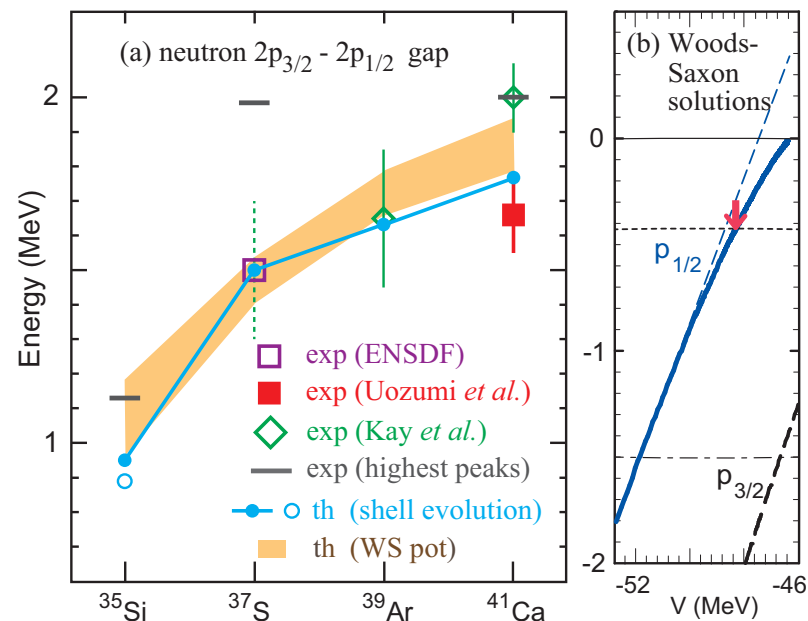 (a) neutron 2p3/2 - 2p1/2 gap
Energy (MeV)
2
1
exp (ENSDF)
exp (Uozumi et al.)
exp (Kay et al.)
exp (highest peaks)
th (shell evolution)
th (WS pot)
35Si
37S
39Ar
41Ca
(b) Woods-
Saxon
solutions
0
-1
-2
p1/2
p3/2
-52
-46
V (MeV)